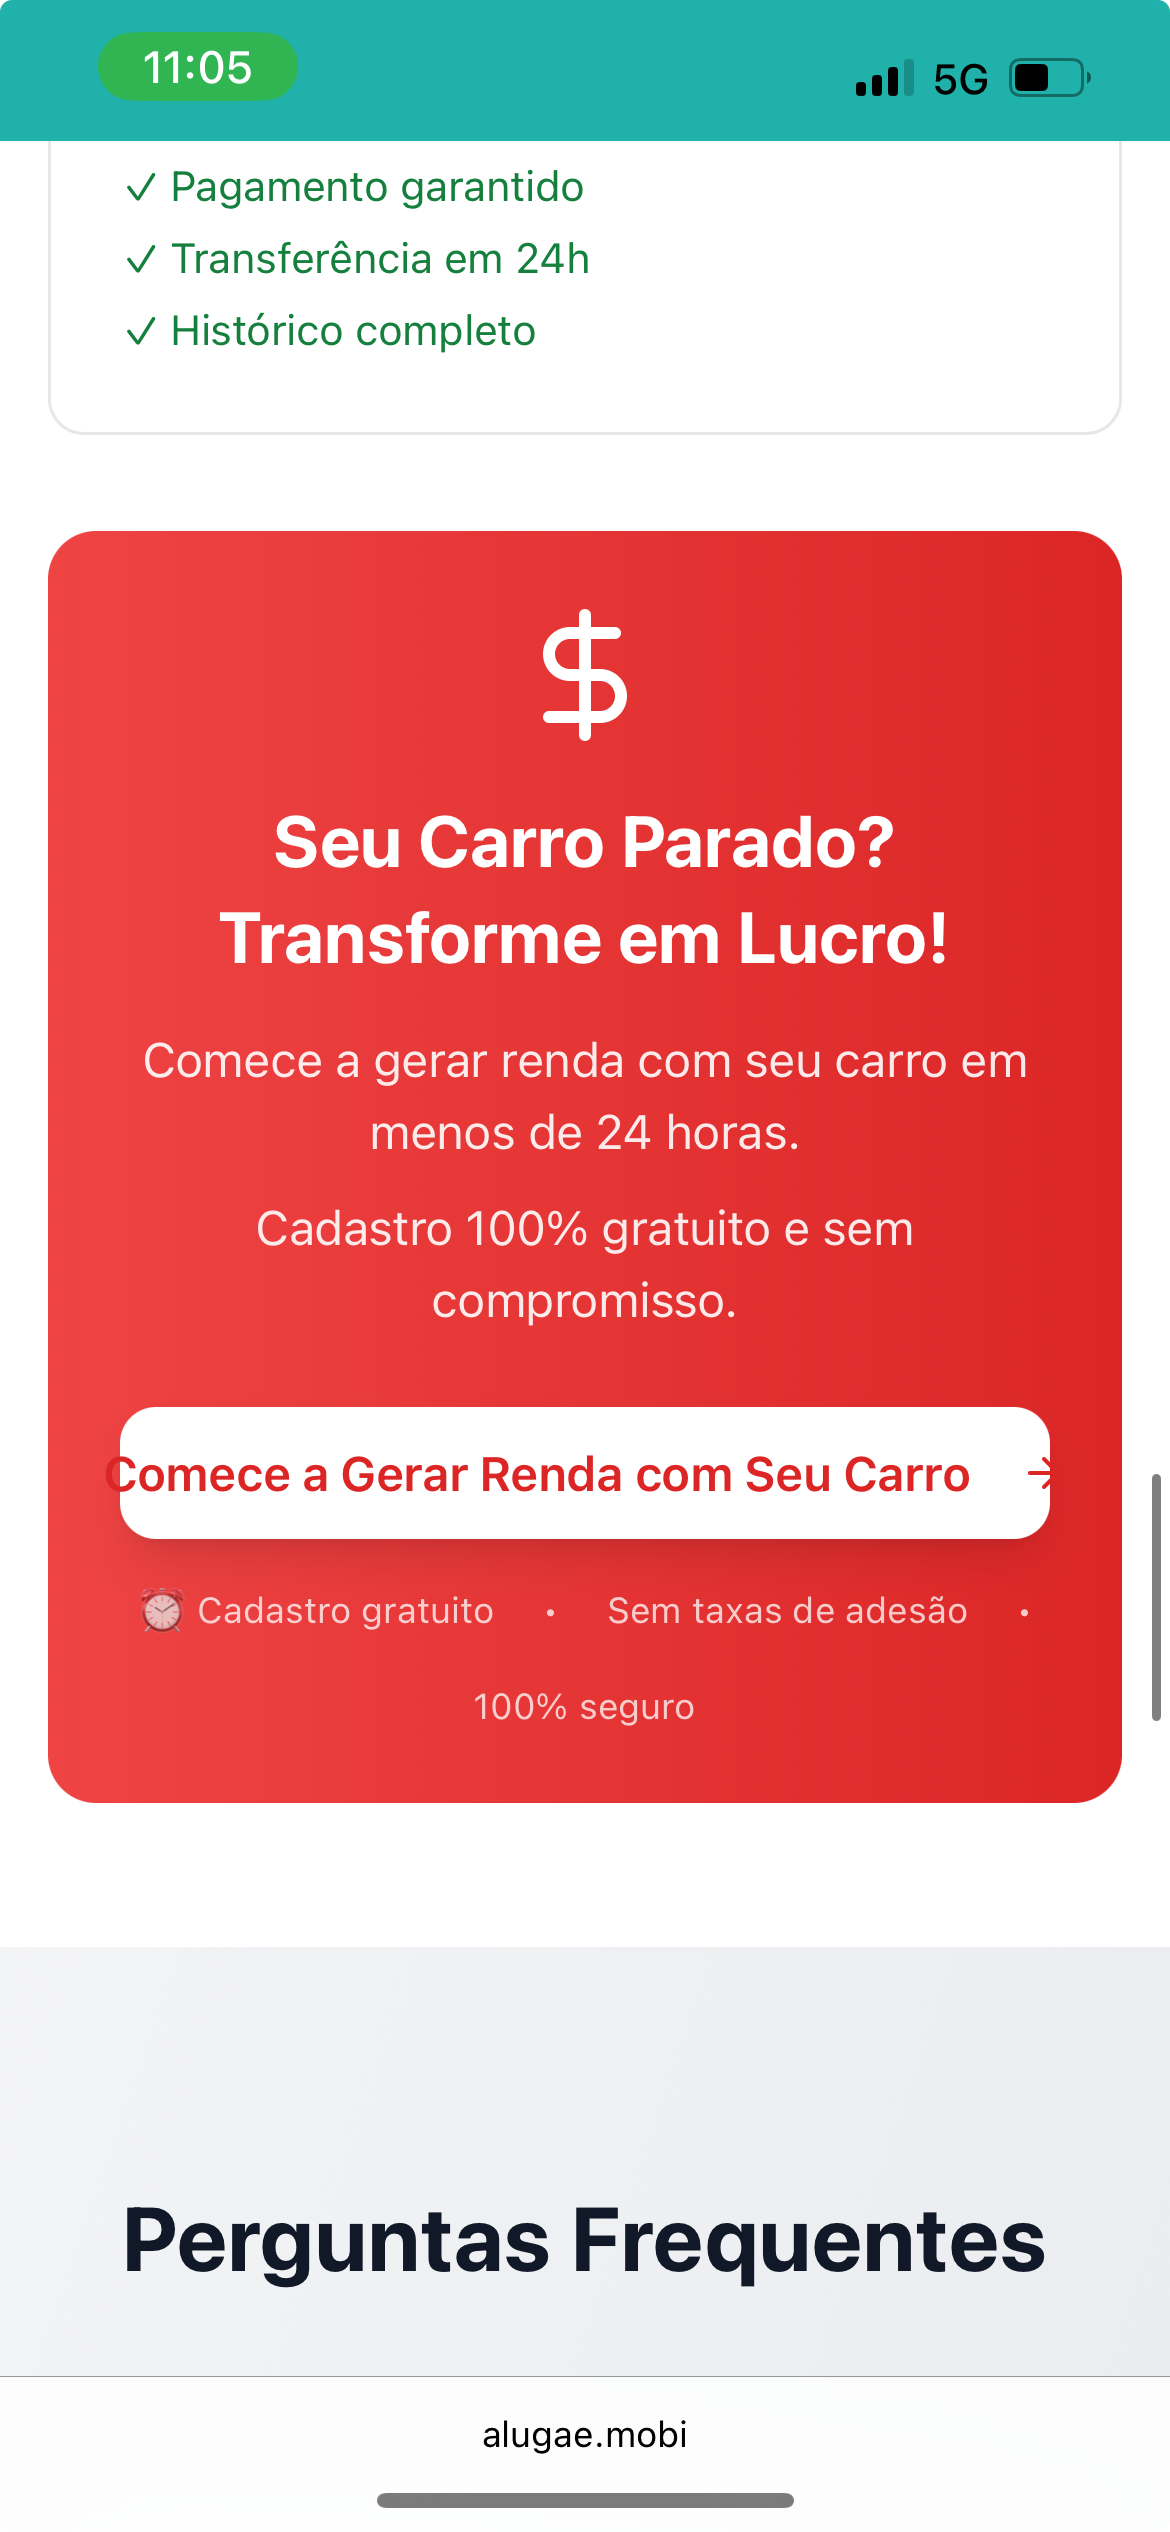 11:05
5G
✓ Pagamento garantido
✓ Transferência em 24h
✓ Histórico completo
Seu Carro Parado?
Transforme em Lucro!
Comece a gerar renda com seu carro em
menos de 24 horas.
Cadastro 100% gratuito e sem
compromisso.
Comece a Gerar Renda com Seu Carro →
⏰ Cadastro gratuito • Sem taxas de adesão •
100% seguro
Perguntas Frequentes
alugae.mobi